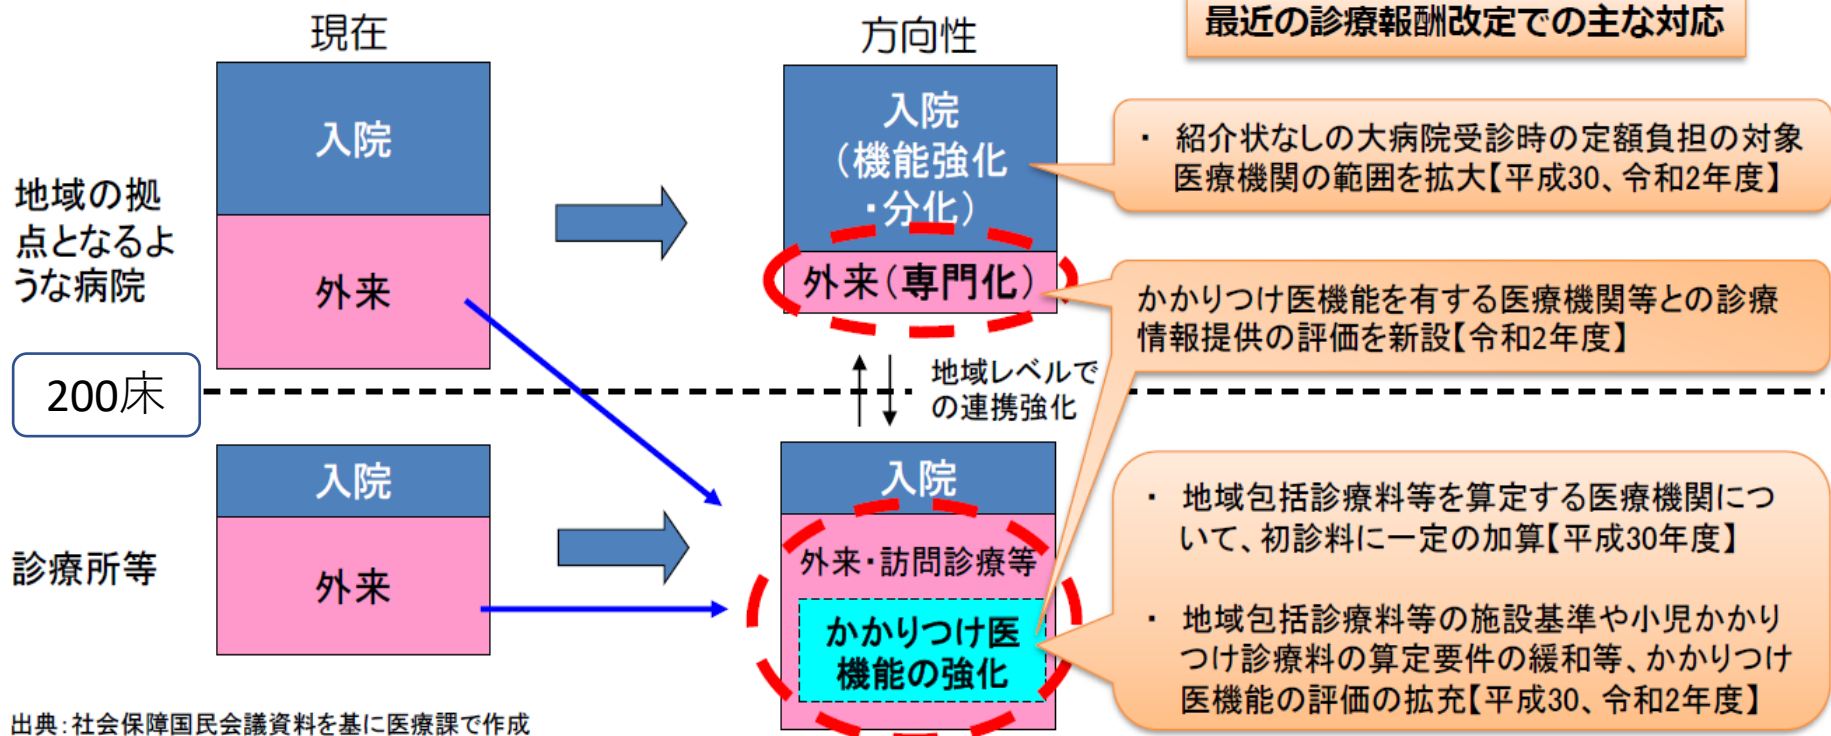 現在
方向性
最近の診療報酬改定での主な対応
地域の拠
点となるよ
うな病院
入院
外来
入院
(機能強化
・分化)
外来(専門化)
・ 紹介状なしの大病院受診時の定額負担の対象
医療機関の範囲を拡大【平成30、令和2年度】
かかりつけ医機能を有する医療機関等との診療
情報提供の評価を新設【令和2年度】
200床
地域レベルで
の連携強化
診療所等
入院
外来
入院
外来・訪問診療等
かかりつけ医
機能の強化
・ 地域包括診療料等を算定する医療機関につ
いて、初診料に一定の加算【平成30年度】
・ 地域包括診療料等の施設基準や小児かかり
つけ診療料の算定要件の緩和等、かかりつけ
医機能の評価の拡充【平成30、令和2年度】
出典:社会保障国民会議資料を基に医療課で作成